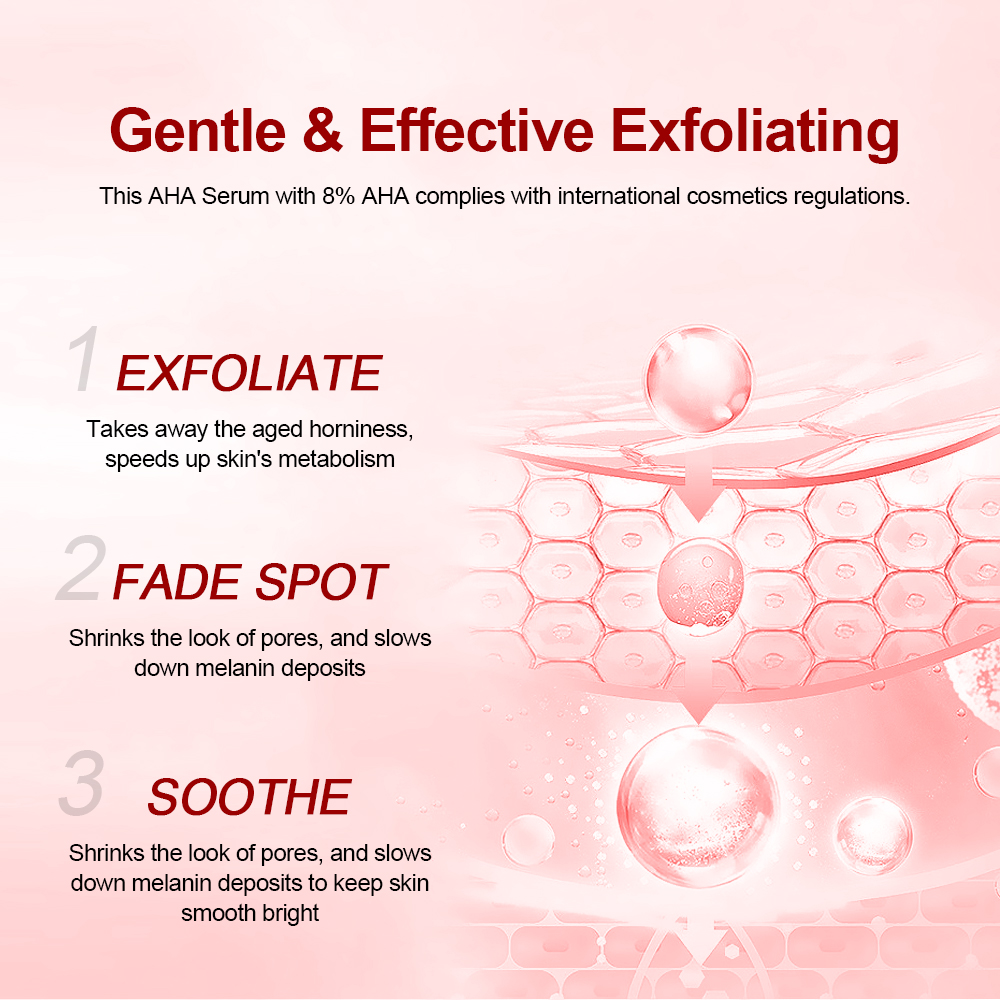 Gentle & Effective Exfoliating
This AHA Serum with 8% AHA complies with international cosmetics regulations.
1 EXFOLIATE
Takes away the aged horniness,
speeds up skin's metabolism
2 FADE SPOT
Shrinks the look of pores, and slows
down melanin deposits
3 SOOTHE
Shrinks the look of pores, and slows
down melanin deposits to keep skin
smooth bright